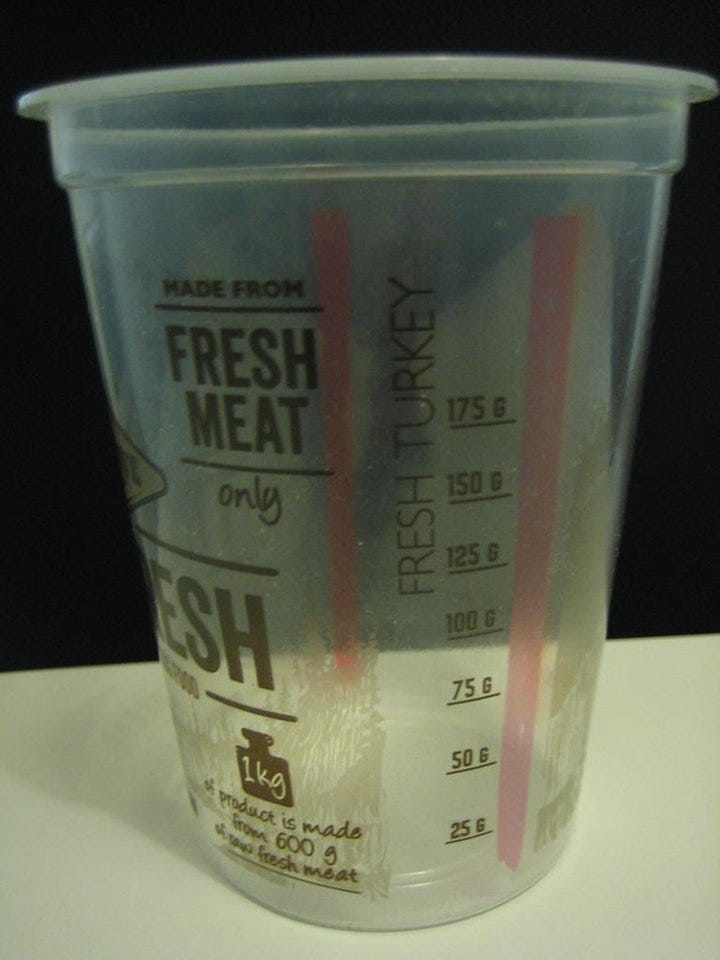 MADE FROM
FRESH
MEAT
only
ESH
FOOD
1kg
of product is made
from 600 g
of raw fresh meat
FRESH TURKEY
175 G
150 G
125 G
100 G
75 G
50 G
25 G